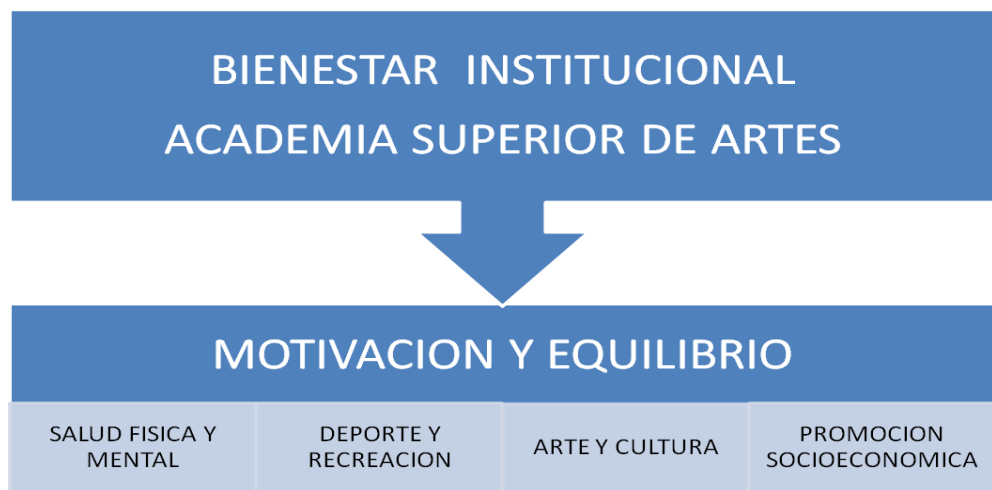 BIENESTAR INSTITUCIONAL
ACADEMIA SUPERIOR DE ARTES
MOTIVACION Y EQUILIBRIO
SALUD FISICA Y
MENTAL
DEPORTE Y
RECREACION
ARTE Y CULTURA
PROMOCION
SOCIOECONOMICA